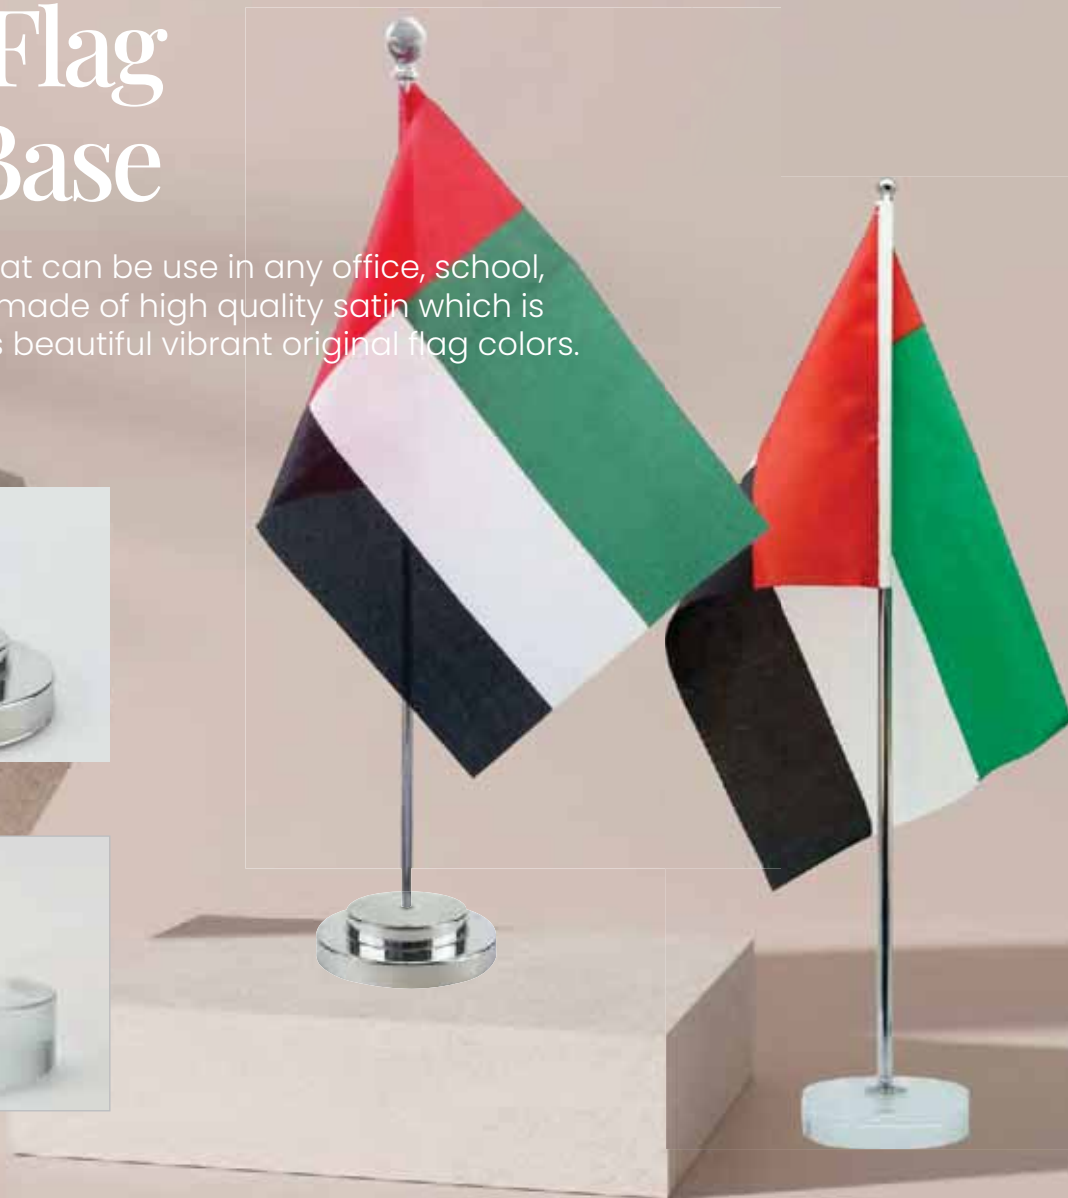 Flag
Base
at can be use in any office, school,
made of high quality satin which is
s beautiful vibrant original flag colors.